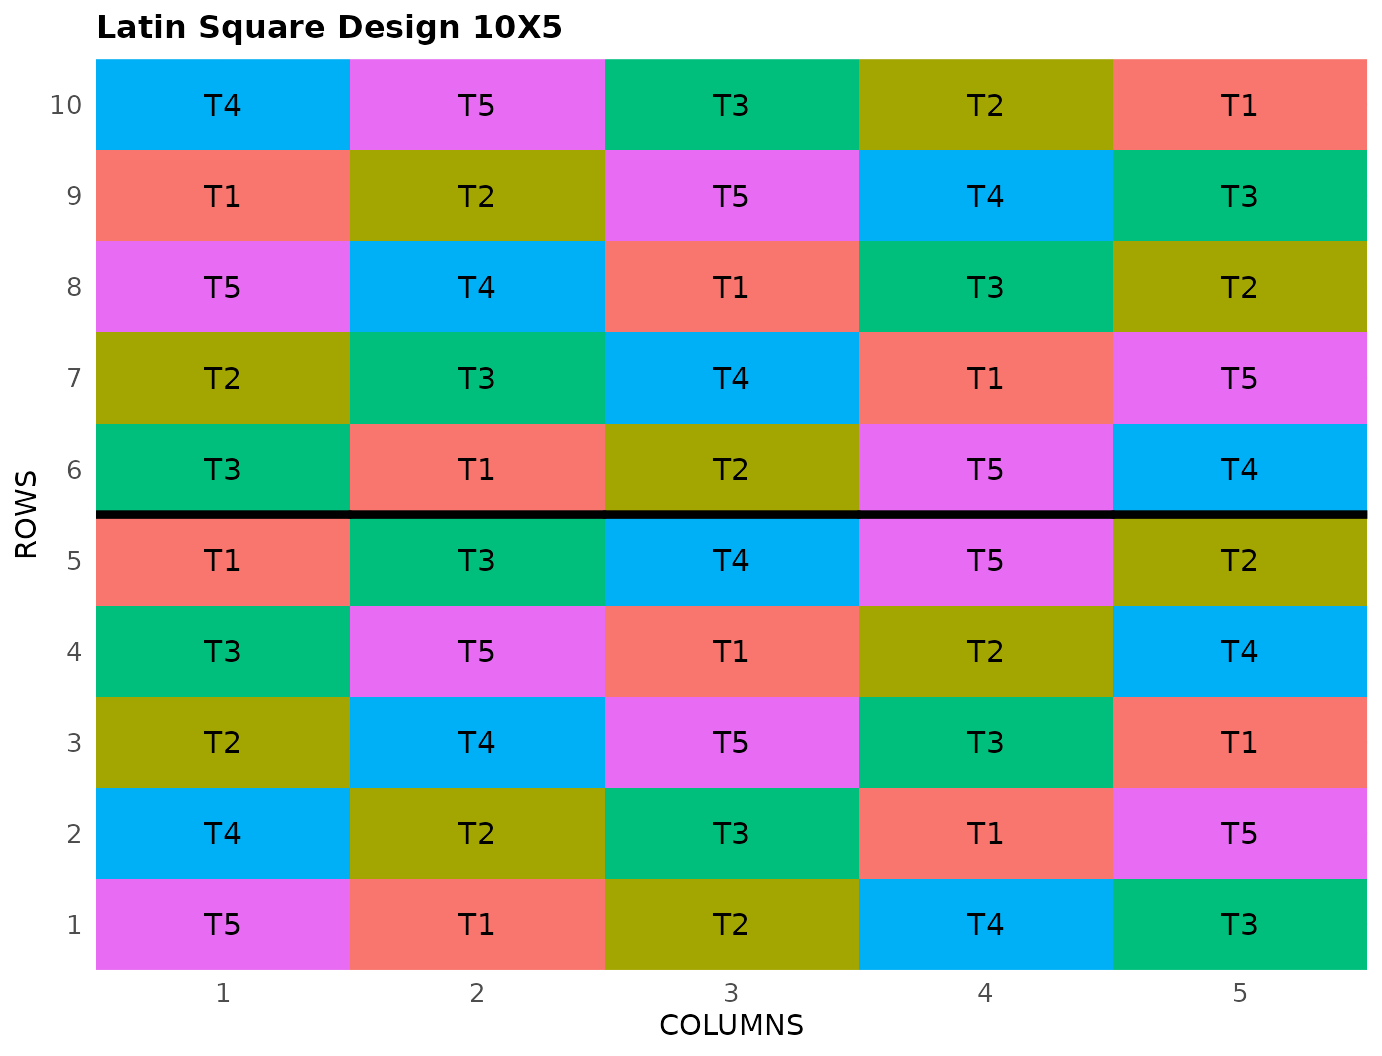 Latin Square Design 10X5
10 T4 T5 T3 T2 T1
9 T1 T2 T5 T4 T3
8 T5 T4 T1 T3 T2
7 T2 T3 T4 T1 T5
6 T3 T1 T2 T5 T4
ROWS
5 T1 T3 T4 T5 T2
4 T3 T5 T1 T2 T4
3 T2 T4 T5 T3 T1
2 T4 T2 T3 T1 T5
1 T5 T1 T2 T4 T3
1 2 3 4 5
COLUMNS